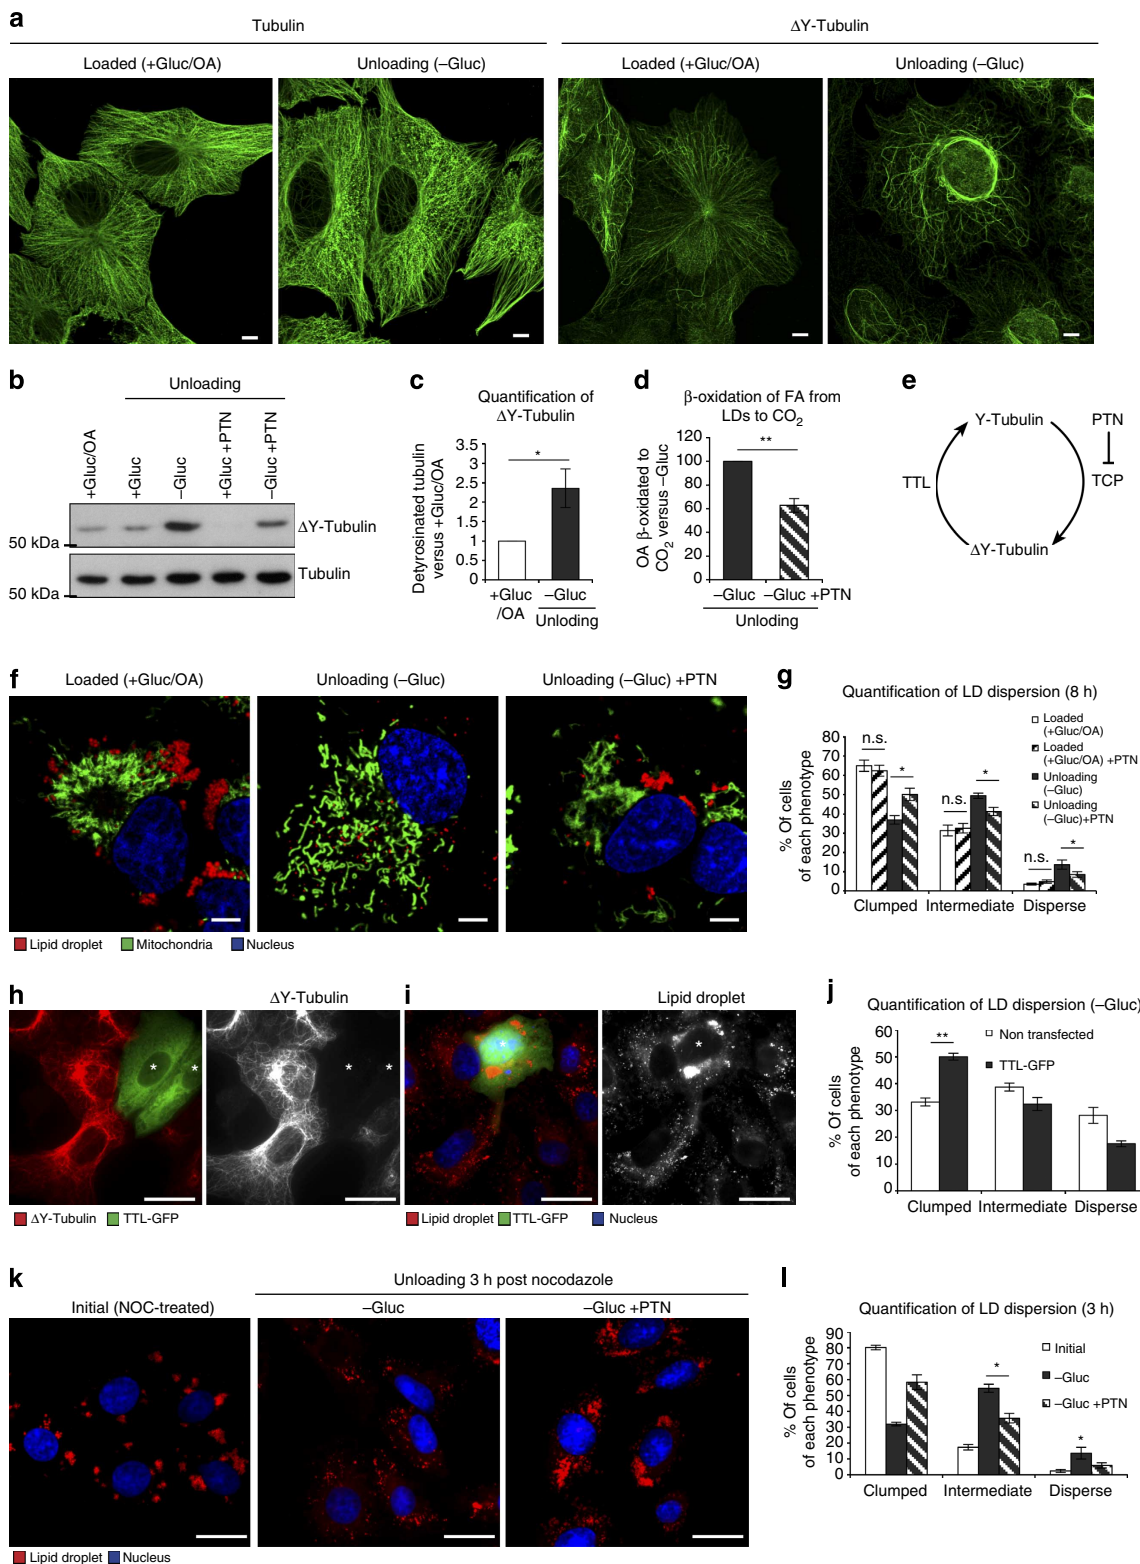 a
Tubulin
ΔY-Tubulin
Loaded (+Gluc/OA)
Unloading (–Gluc)
Loaded (+Gluc/OA)
Unloading (–Gluc)
b
Unloading
+Gluc/OA
+Gluc
–Gluc
+Gluc +PTN
–Gluc +PTN
ΔY-Tubulin
50 kDa
Tubulin
50 kDa
c
Quantification of
ΔY-Tubulin
Detyrosinated tubulin
versus +Gluc/OA
3.5
3
2.5
2
1.5
1
0.5
0
*
+Gluc
/OA
–Gluc
Unloding
d
β-oxidation of FA from
LDs to CO2
OA β-oxidated to
CO2 versus –Gluc
120
100
80
60
40
20
0
**
–Gluc
–Gluc +PTN
Unloding
e
Y-Tubulin
PTN
TTL
TCP
ΔY-Tubulin
f
Loaded (+Gluc/OA)
Unloading (–Gluc)
Unloading (–Gluc) +PTN
Lipid droplet
Mitochondria
Nucleus
g
Quantification of LD dispersion (8 h)
% Of cells
of each phenotype
80
70
60
50
40
30
20
10
0
n.s.
*
n.s.
*
n.s.
*
Loaded
(+Gluc/OA)
Loaded
(+Gluc/OA) +PTN
Unloading
(–Gluc)
Unloading
(–Gluc)+PTN
Clumped
Intermediate
Disperse
h
ΔY-Tubulin
*
*
*
*
ΔY-Tubulin
TTL-GFP
i
Lipid droplet
*
*
Lipid droplet
TTL-GFP
Nucleus
j
Quantification of LD dispersion (–Gluc)
% Of cells
of each phenotype
60
50
40
30
20
10
0
**
Non transfected
TTL-GFP
Clumped
Intermediate
Disperse
k
Unloading 3 h post nocodazole
Initial (NOC-treated)
–Gluc
–Gluc +PTN
Lipid droplet
Nucleus
l
Quantification of LD dispersion (3 h)
% Of cells
of each phenotype
90
80
70
60
50
40
30
20
10
0
*
*
Initial
–Gluc
–Gluc +PTN
Clumped
Intermediate
Disperse